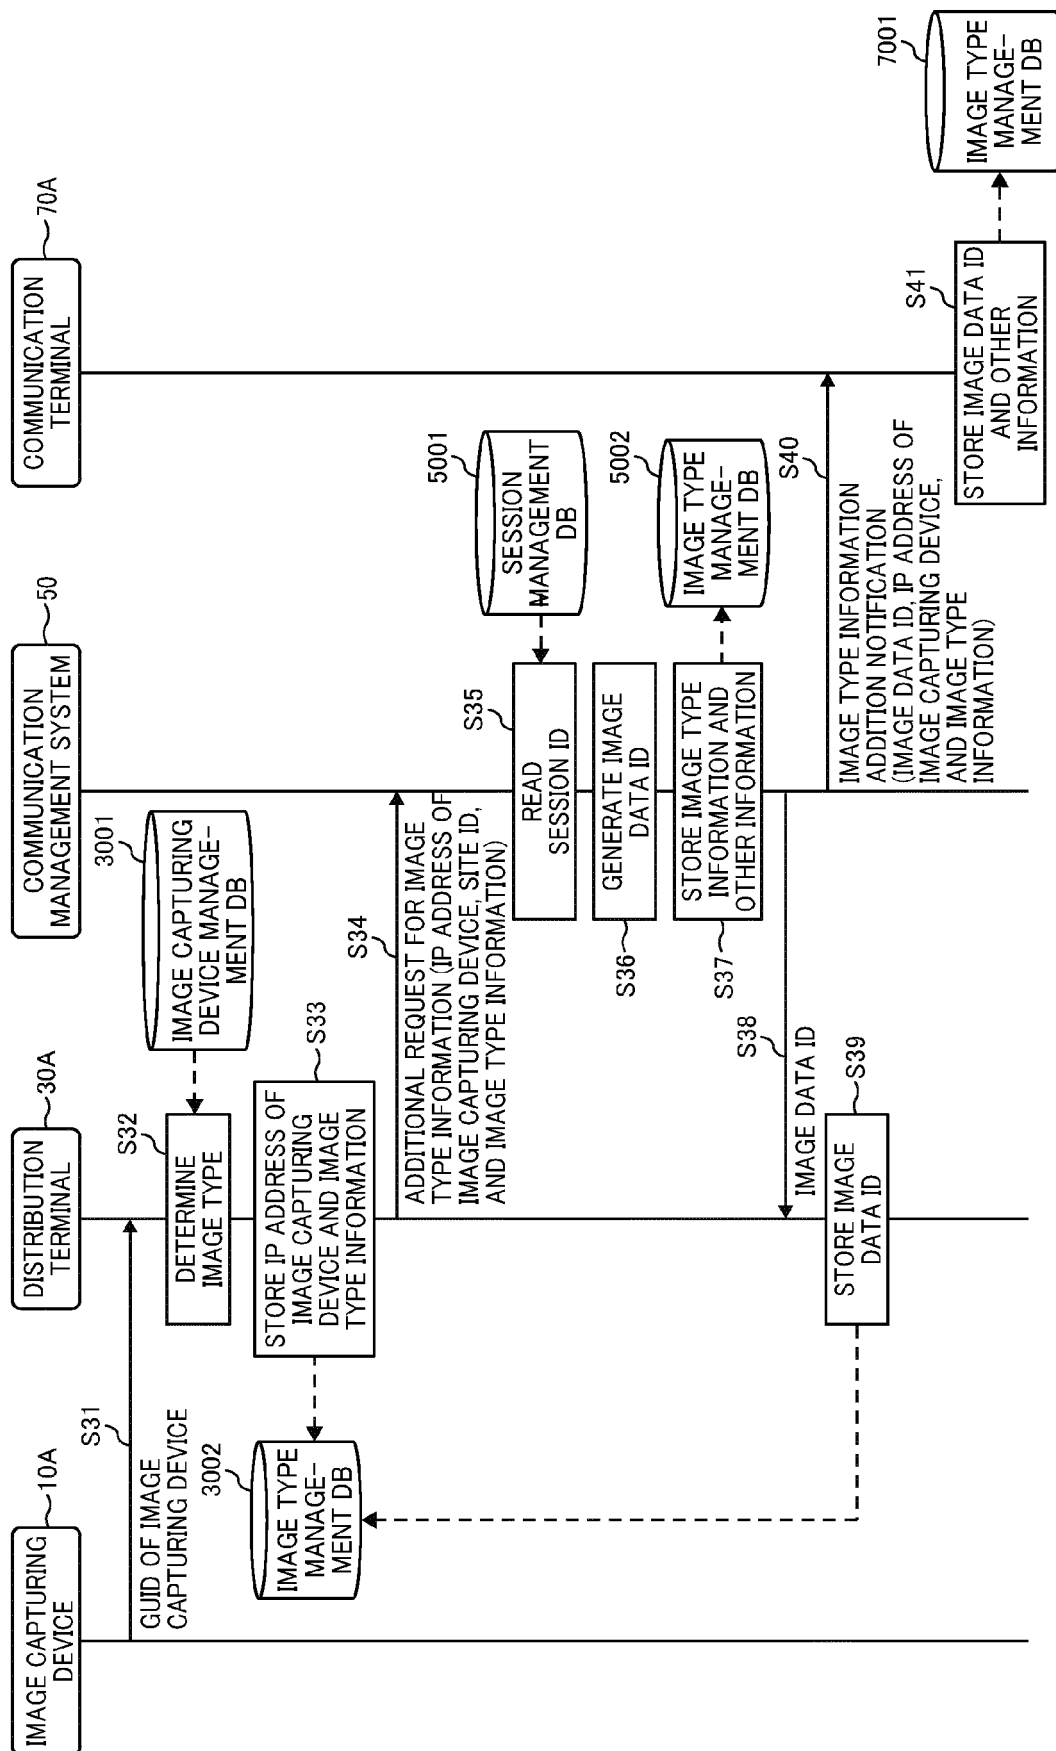 IMAGE CAPTURING
DEVICE
10A
DISTRIBUTION
TERMINAL
30A
COMMUNICATION
MANAGEMENT SYSTEM
50
COMMUNICATION
TERMINAL
70A
S31
GUID OF IMAGE
CAPTURING DEVICE
S32
DETERMINE
IMAGE TYPE
3001
IMAGE CAPTURING
DEVICE MANAGE-
MENT DB
3002
IMAGE TYPE
MANAGE-
MENT DB
S33
STORE IP ADDRESS OF
IMAGE CAPTURING
DEVICE AND IMAGE
TYPE INFORMATION
S34
ADDITIONAL REQUEST FOR IMAGE
TYPE INFORMATION (IP ADDRESS OF
IMAGE CAPTURING DEVICE, SITE ID,
AND IMAGE TYPE INFORMATION)
S35
READ
SESSION ID
5001
SESSION
MANAGEMENT
DB
S36
GENERATE IMAGE
DATA ID
S37
STORE IMAGE TYPE
INFORMATION AND
OTHER INFORMATION
5002
IMAGE TYPE
MANAGE-
MENT DB
S38
IMAGE DATA ID
S39
STORE IMAGE
DATA ID
S40
IMAGE TYPE INFORMATION
ADDITION NOTIFICATION
(IMAGE DATA ID, IP ADDRESS OF
IMAGE CAPTURING DEVICE,
AND IMAGE TYPE
INFORMATION)
S41
STORE IMAGE DATA ID
AND OTHER
INFORMATION
7001
IMAGE TYPE
MANAGE-
MENT DB